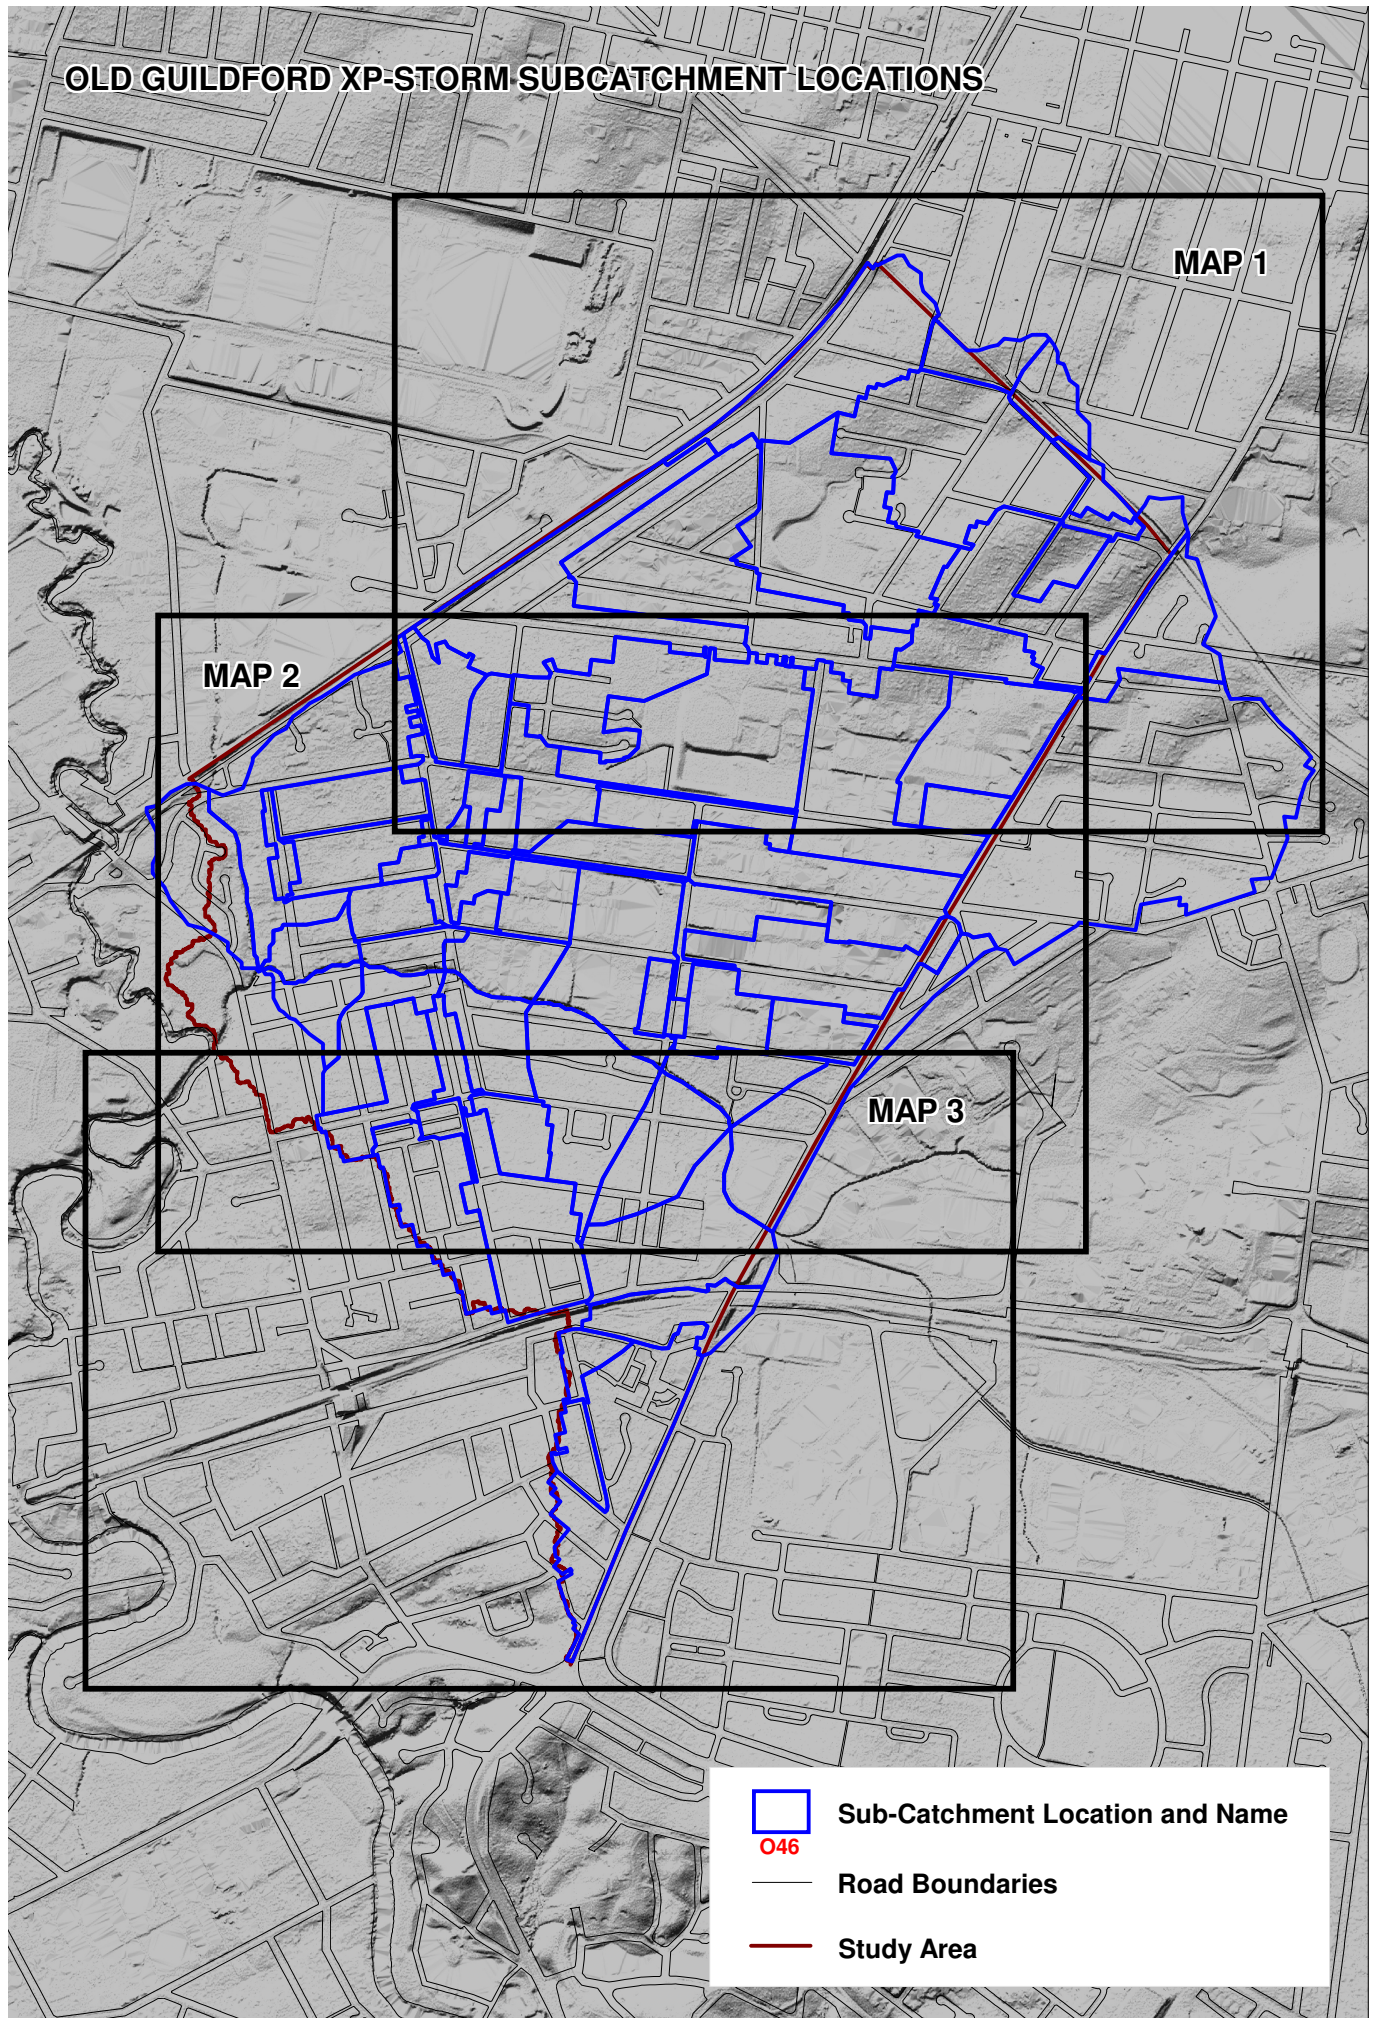 OLD GUILDFORD XP-STORM SUBCATCHMENT LOCATIONS
MAP 1
MAP 2
MAP 3
Sub-Catchment Location and Name
O46
Road Boundaries
Study Area